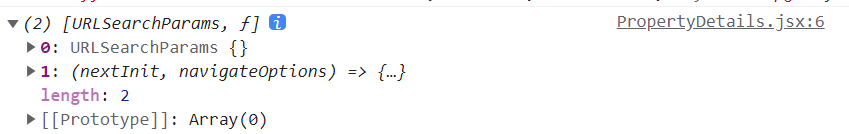 (2) [URLSearchParams, ƒ] i PropertyDetails.jsx:6
0: URLSearchParams {}
1: (nextInit, navigateOptions) => {…}
length: 2
[[Prototype]]: Array(0)